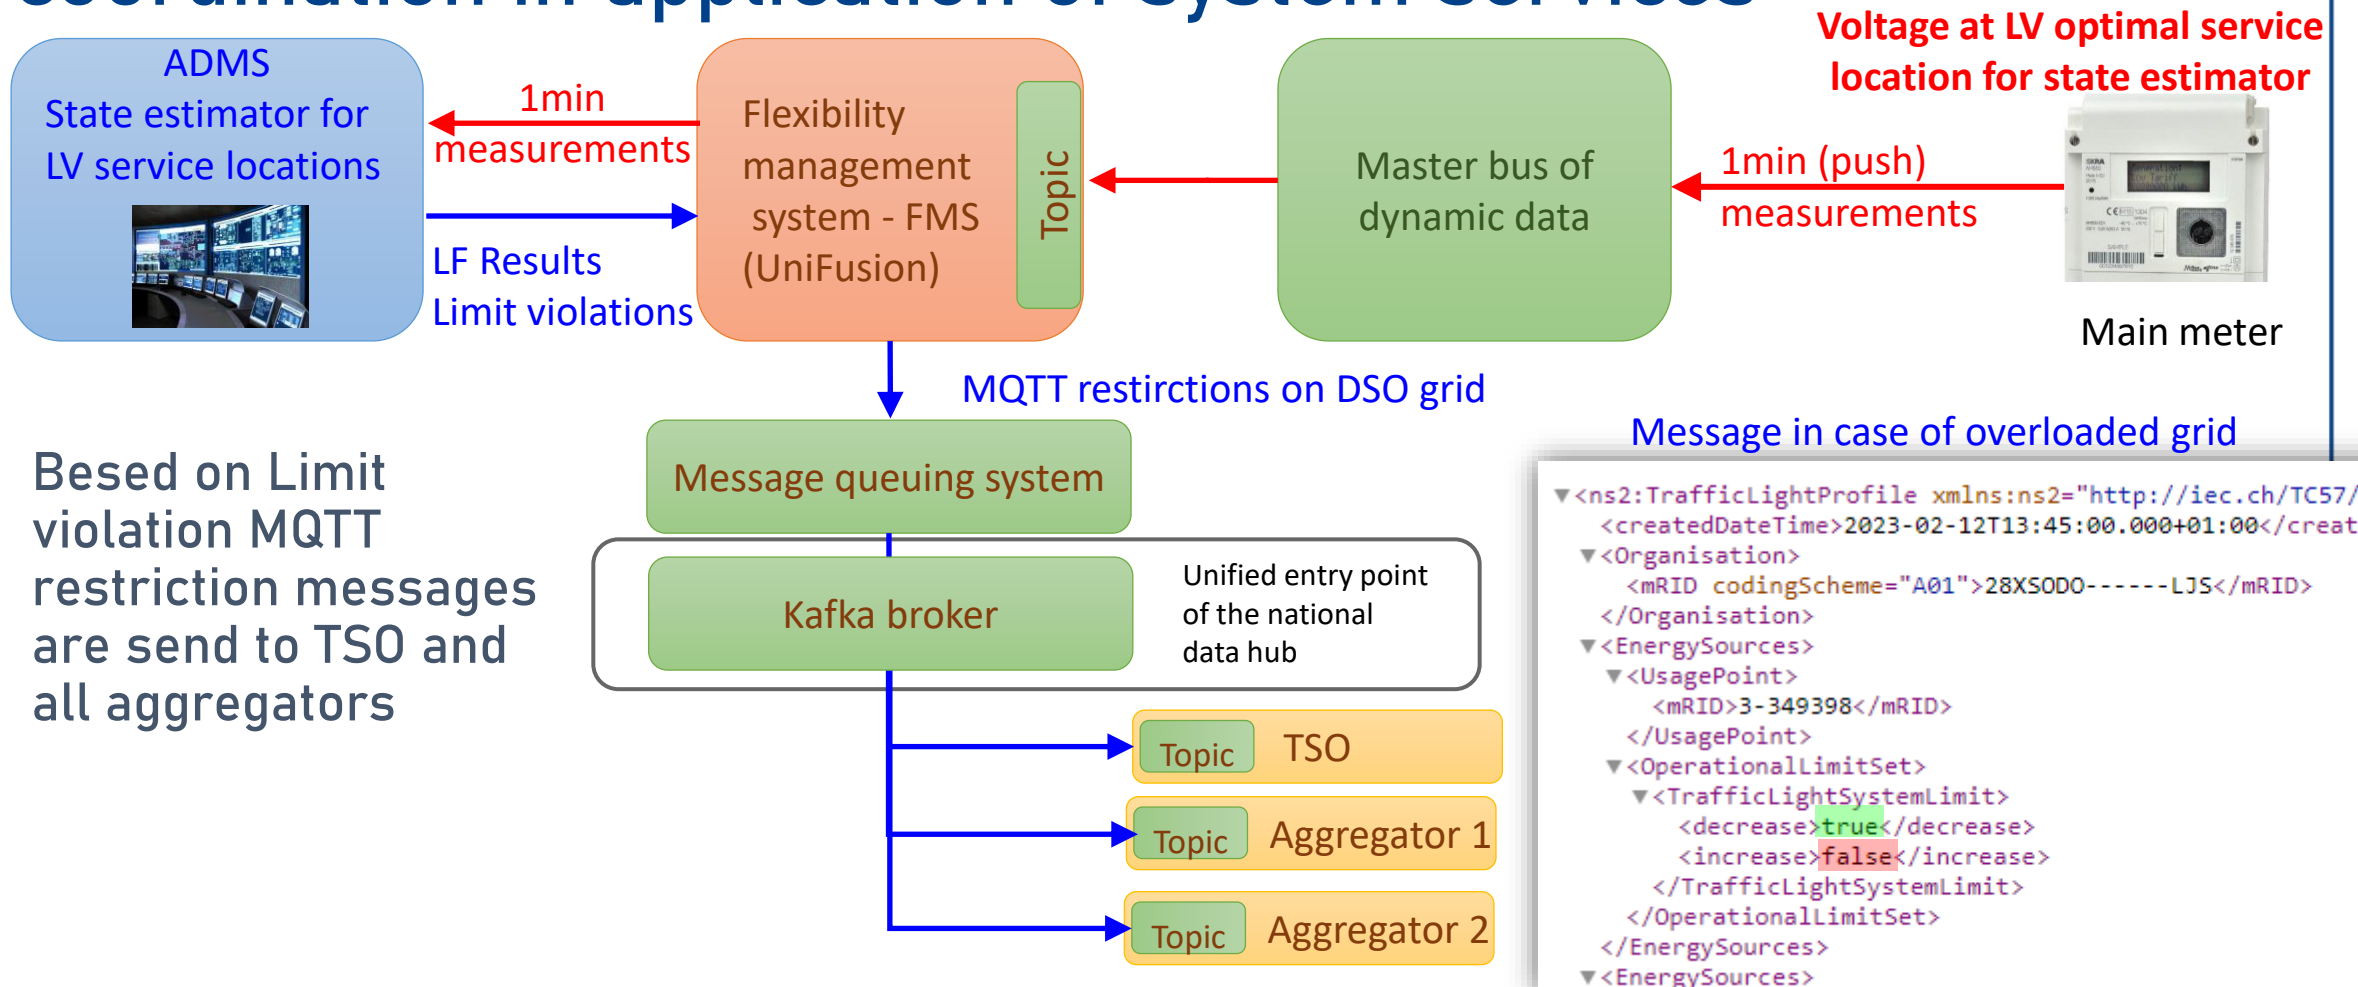 Coordination in application of System Services
Voltage at LV optimal service
location for state estimator
ADMS
State estimator for
LV service locations
1min
measurements
LF Results
Limit violations
Flexibility
management
system - FMS
(UniFusion)
Topic
Master bus of
dynamic data
1min (push)
measurements
Main meter
MQTT restirctions on DSO grid
Message queuing system
Kafka broker
Unified entry point
of the national
data hub
Topic
TSO
Topic
Aggregator 1
Topic
Aggregator 2
Besed on Limit
violation MQTT
restriction messages
are send to TSO and
all aggregators
Message in case of overloaded grid
▼<ns2:TrafficLightProfile xmlns:ns2="http://iec.ch/TC57/
<createdDateTime>2023-02-12T13:45:00.000+01:00</creat
▼<Organisation>
<mRID codingScheme="A01">28XSODO------LJS</mRID>
</Organisation>
▼<EnergySources>
▼<UsagePoint>
<mRID>3-349398</mRID>
</UsagePoint>
▼<OperationalLimitSet>
▼<TrafficLightSystemLimit>
<decrease>true</decrease>
<increase>false</increase>
</TrafficLightSystemLimit>
</OperationalLimitSet>
</EnergySources>
▼<EnergySources>